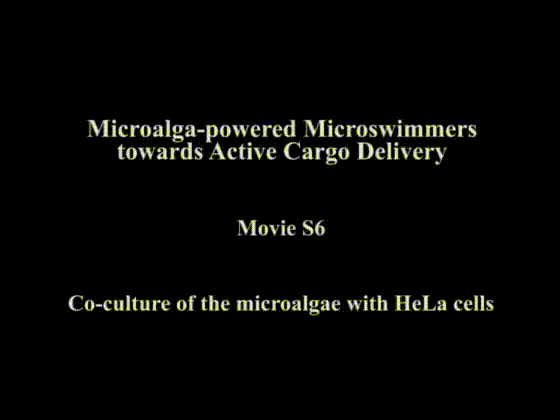 Microalga-powered Microswimmers
towards Active Cargo Delivery
Movie S6
Co-culture of the microalgae with HeLa cells